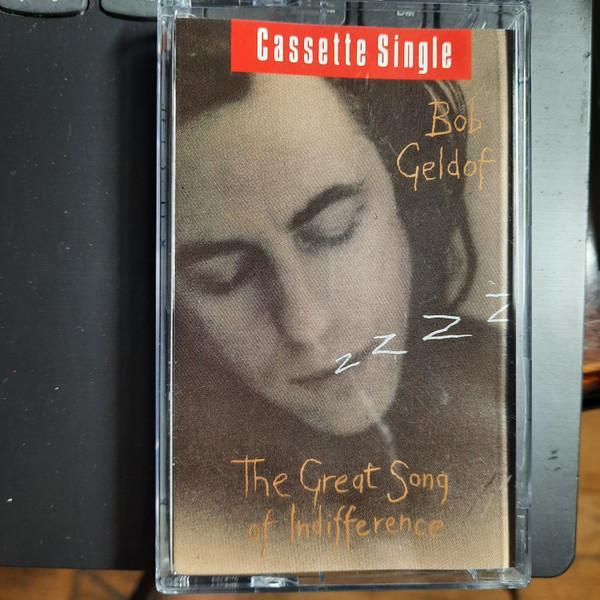 Cassette Single
Bob
Geldof
z z z z
The Great Song
of Indifference